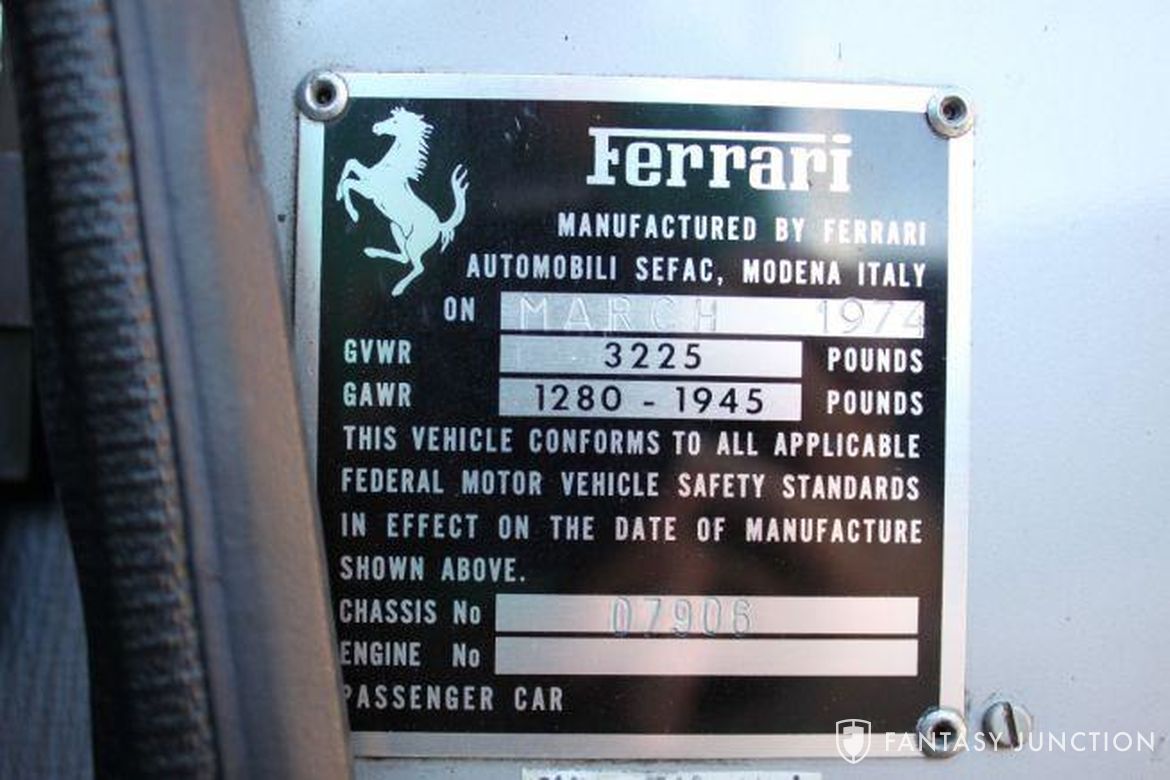 Ferrari
MANUFACTURED BY FERRARI
AUTOMOBILI SEFAC, MODENA ITALY
ON MARCH 1974
GVWR 3225 POUNDS
GAWR 1280 - 1945 POUNDS
THIS VEHICLE CONFORMS TO ALL APPLICABLE
FEDERAL MOTOR VEHICLE SAFETY STANDARDS
IN EFFECT ON THE DATE OF MANUFACTURE
SHOWN ABOVE.
CHASSIS No 07906
ENGINE No
PASSENGER CAR
FANTASY JUNCTION